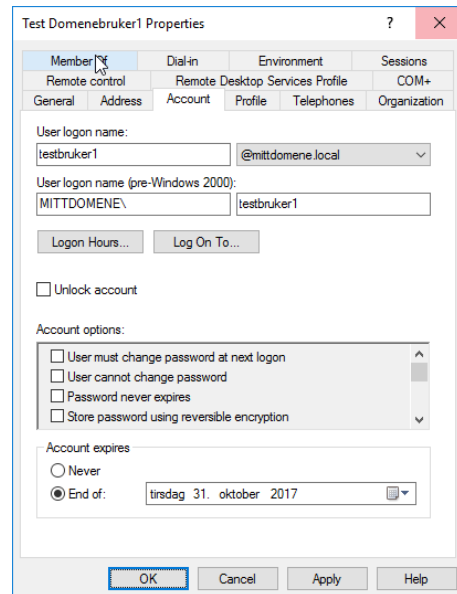 Test Domenebruker1 Properties ? ×
Member Of Dial-in Environment Sessions
Remote control Remote Desktop Services Profile COM+
General Address Account Profile Telephones Organization
User logon name:
testbruker1 @mittdomene.local
User logon name (pre-Windows 2000):
MITTDOMENE\ testbruker1
Logon Hours... Log On To...
Unlock account
Account options:
User must change password at next logon
User cannot change password
Password never expires
Store password using reversible encryption
Account expires
Never
End of: tirsdag 31. oktober 2017
OK Cancel Apply Help